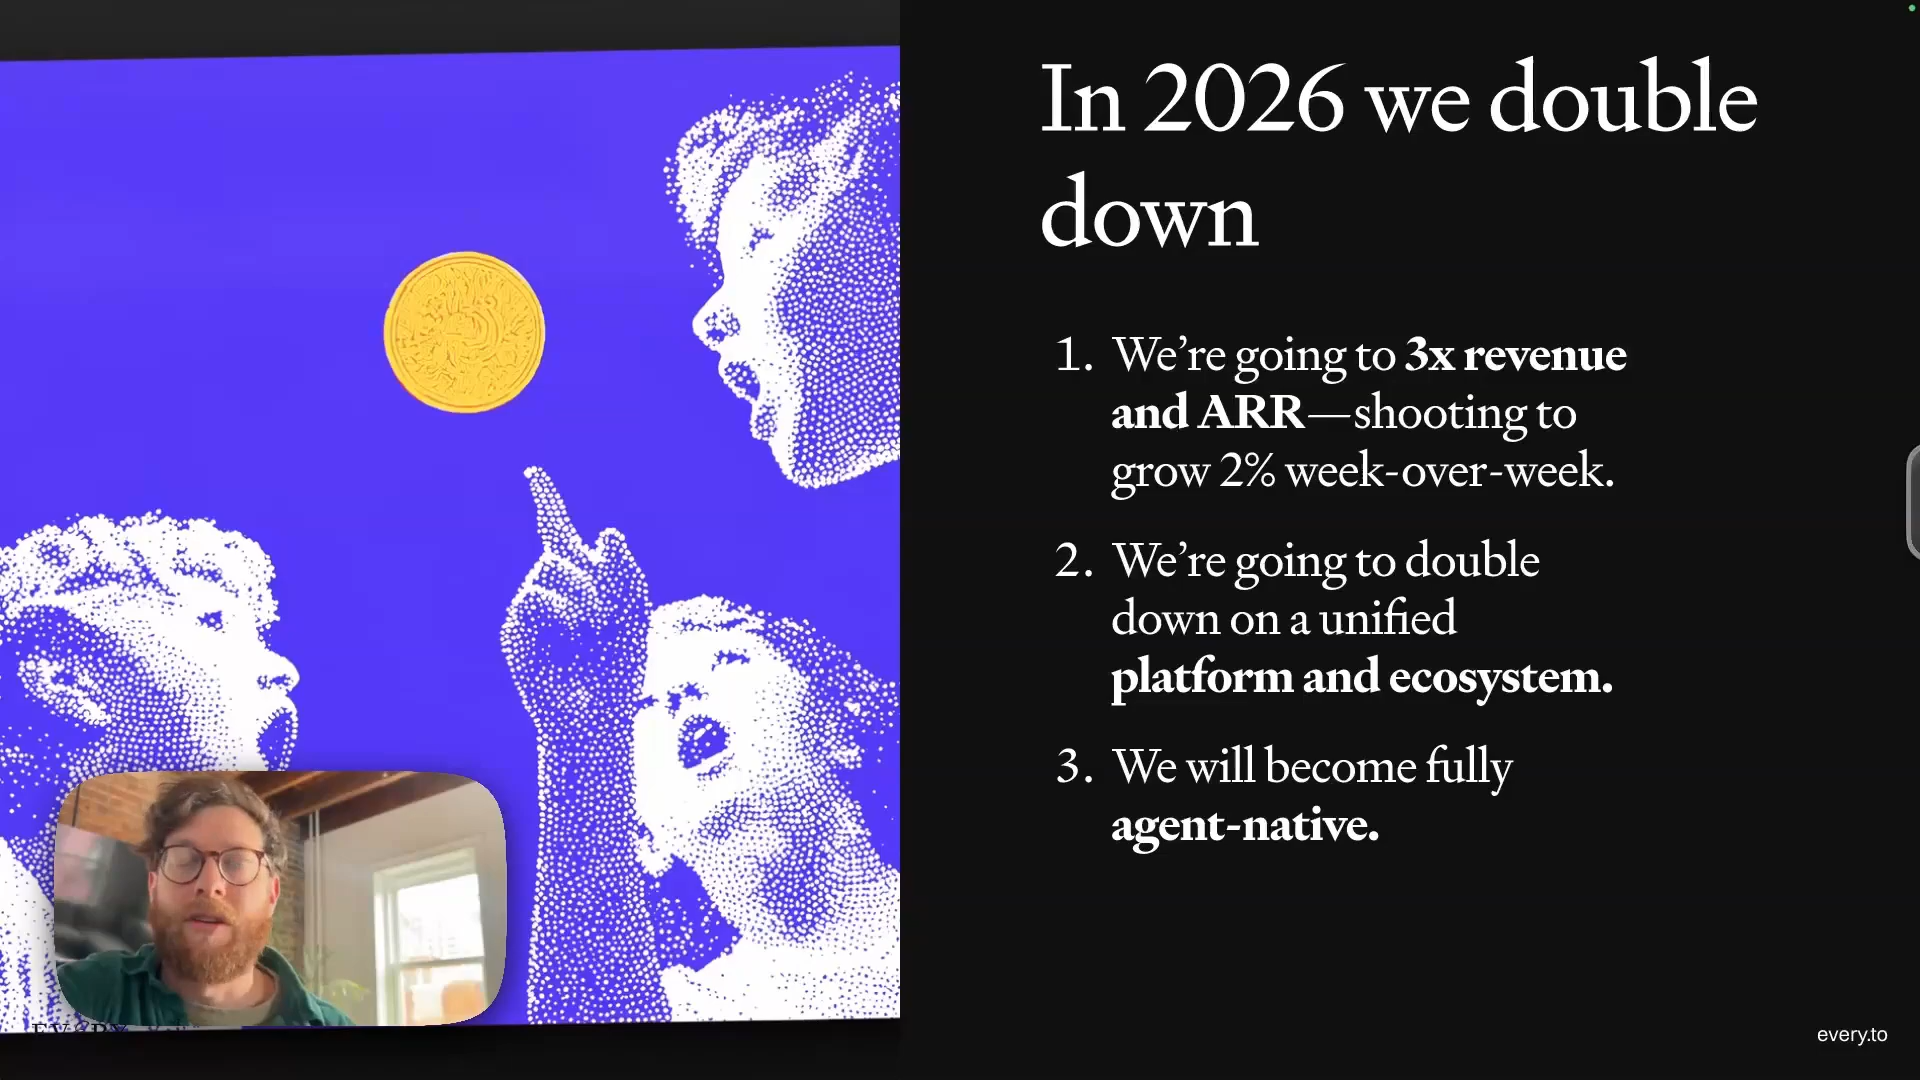 In 2026 we double
down
1. We’re going to 3x revenue
and ARR—shooting to
grow 2% week-over-week.
2. We’re going to double
down on a unified
platform and ecosystem.
3. We will become fully
agent-native.
every.to